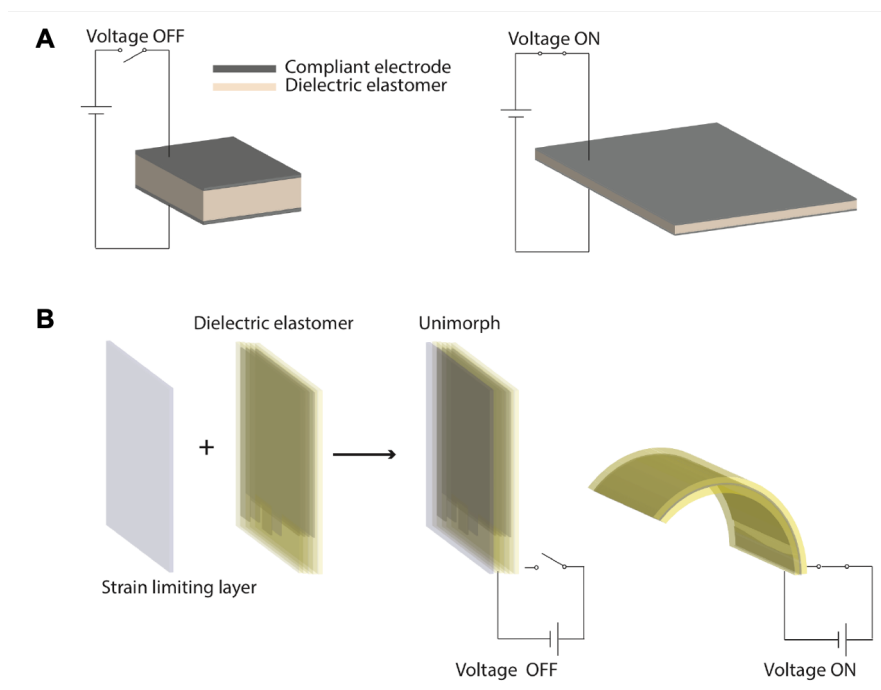 A
Voltage OFF
Compliant electrode
Dielectric elastomer
Voltage ON
B
Dielectric elastomer
Unimorph
+
Strain limiting layer
Voltage OFF
Voltage ON